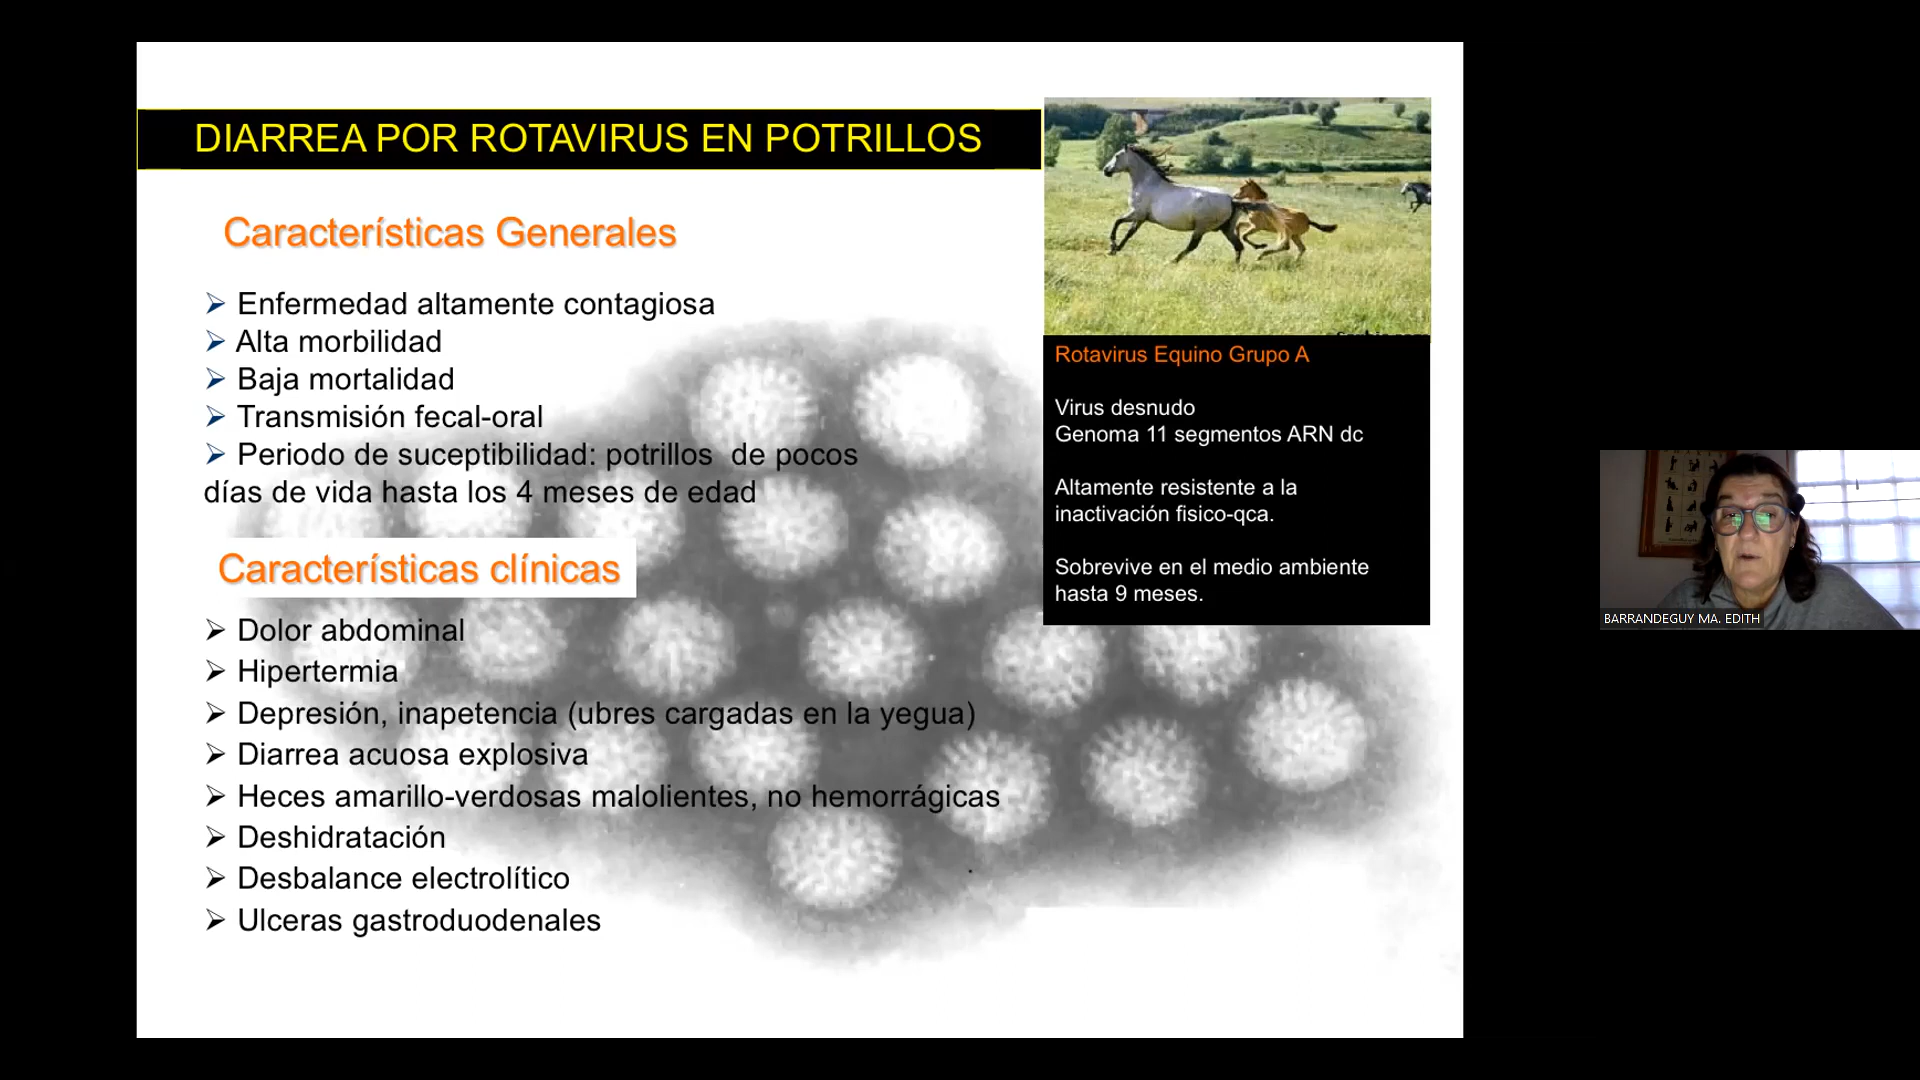 DIARREA POR ROTAVIRUS EN POTRILLOS
Características Generales
➢ Enfermedad altamente contagiosa
➢ Alta morbilidad
➢ Baja mortalidad
➢ Transmisión fecal-oral
➢ Periodo de suceptibilidad: potrillos de pocos
días de vida hasta los 4 meses de edad
Características clínicas
➢ Dolor abdominal
➢ Hipertermia
➢ Depresión, inapetencia (ubres cargadas en la yegua)
➢ Diarrea acuosa explosiva
➢ Heces amarillo-verdosas malolientes, no hemorrágicas
➢ Deshidratación
➢ Desbalance electrolítico
➢ Ulceras gastroduodenales
Rotavirus Equino Grupo A
Virus desnudo
Genoma 11 segmentos ARN dc
Altamente resistente a la
inactivación fisico-qca.
Sobrevive en el medio ambiente
hasta 9 meses.
BARRANDEGUY MA. EDITH